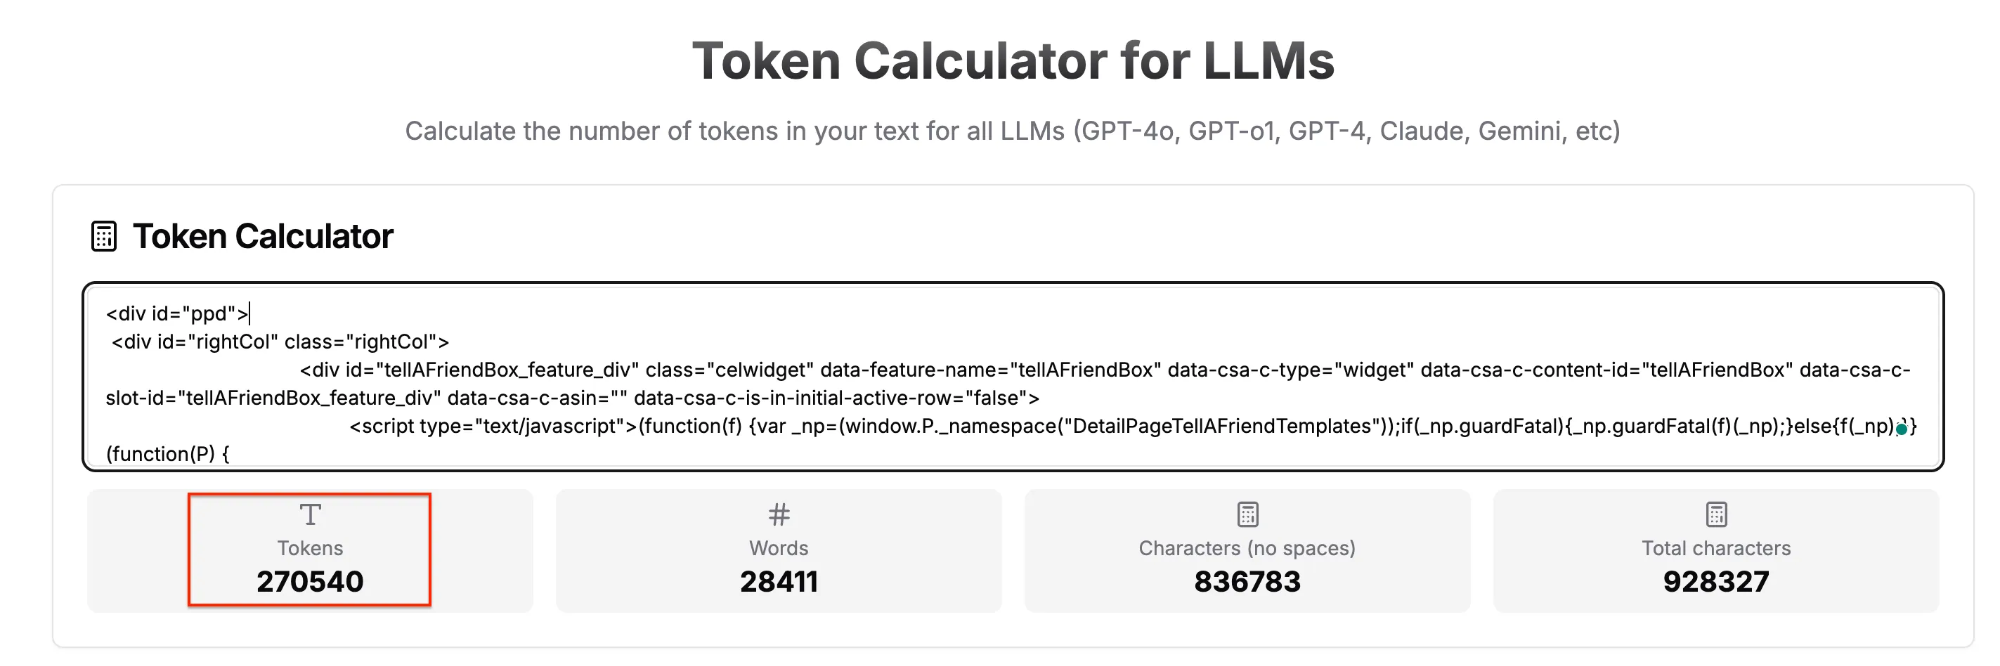 Token Calculator for LLMs
Calculate the number of tokens in your text for all LLMs (GPT-4o, GPT-o1, GPT-4, Claude, Gemini, etc)
Token Calculator
<div id="ppd">
<div id="rightCol" class="rightCol">
<div id="tellAFriendBox_feature_div" class="celwidget" data-feature-name="tellAFriendBox" data-csa-c-type="widget" data-csa-c-content-id="tellAFriendBox" data-csa-c-
slot-id="tellAFriendBox_feature_div" data-csa-c-asin="" data-csa-c-is-in-initial-active-row="false">
<script type="text/javascript">(function(f) {var _np=(window.P._namespace("DetailPageTellAFriendTemplates"));if(_np.guardFatal){_np.guardFatal(f)(_np);}else{f(_np);}}
(function(P) {
T
Tokens
270540
#
Words
28411
Characters (no spaces)
836783
Total characters
928327